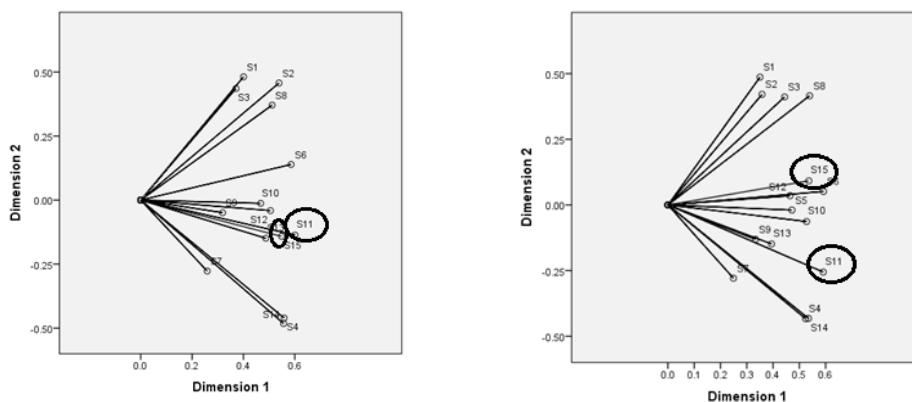 0.50
0.25
0.00
-0.25
-0.50
Dimension 2
S1
S2
S3
S8
S6
S10
S9
S12
S11
S15
S7
S4
0.0
0.2
0.4
0.6
Dimension 1
0.50
0.25
0.00
-0.25
-0.50
Dimension 2
S1
S2
S3
S8
S15
S12
S5
S10
S9
S13
S11
S4
S14
0.0 0.1 0.2 0.3 0.4 0.5 0.6
Dimension 1